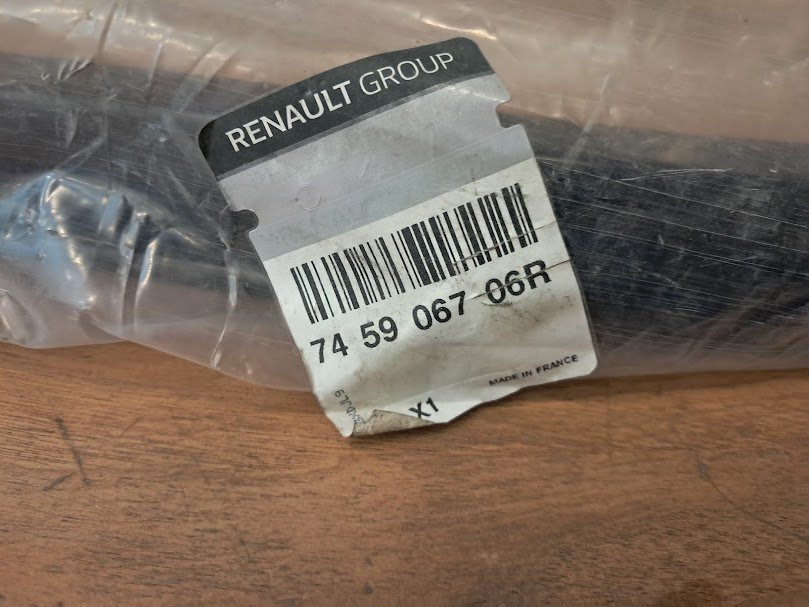 RENAULT GROUP
74 59 067 06R
MADE IN FRANCE
X1